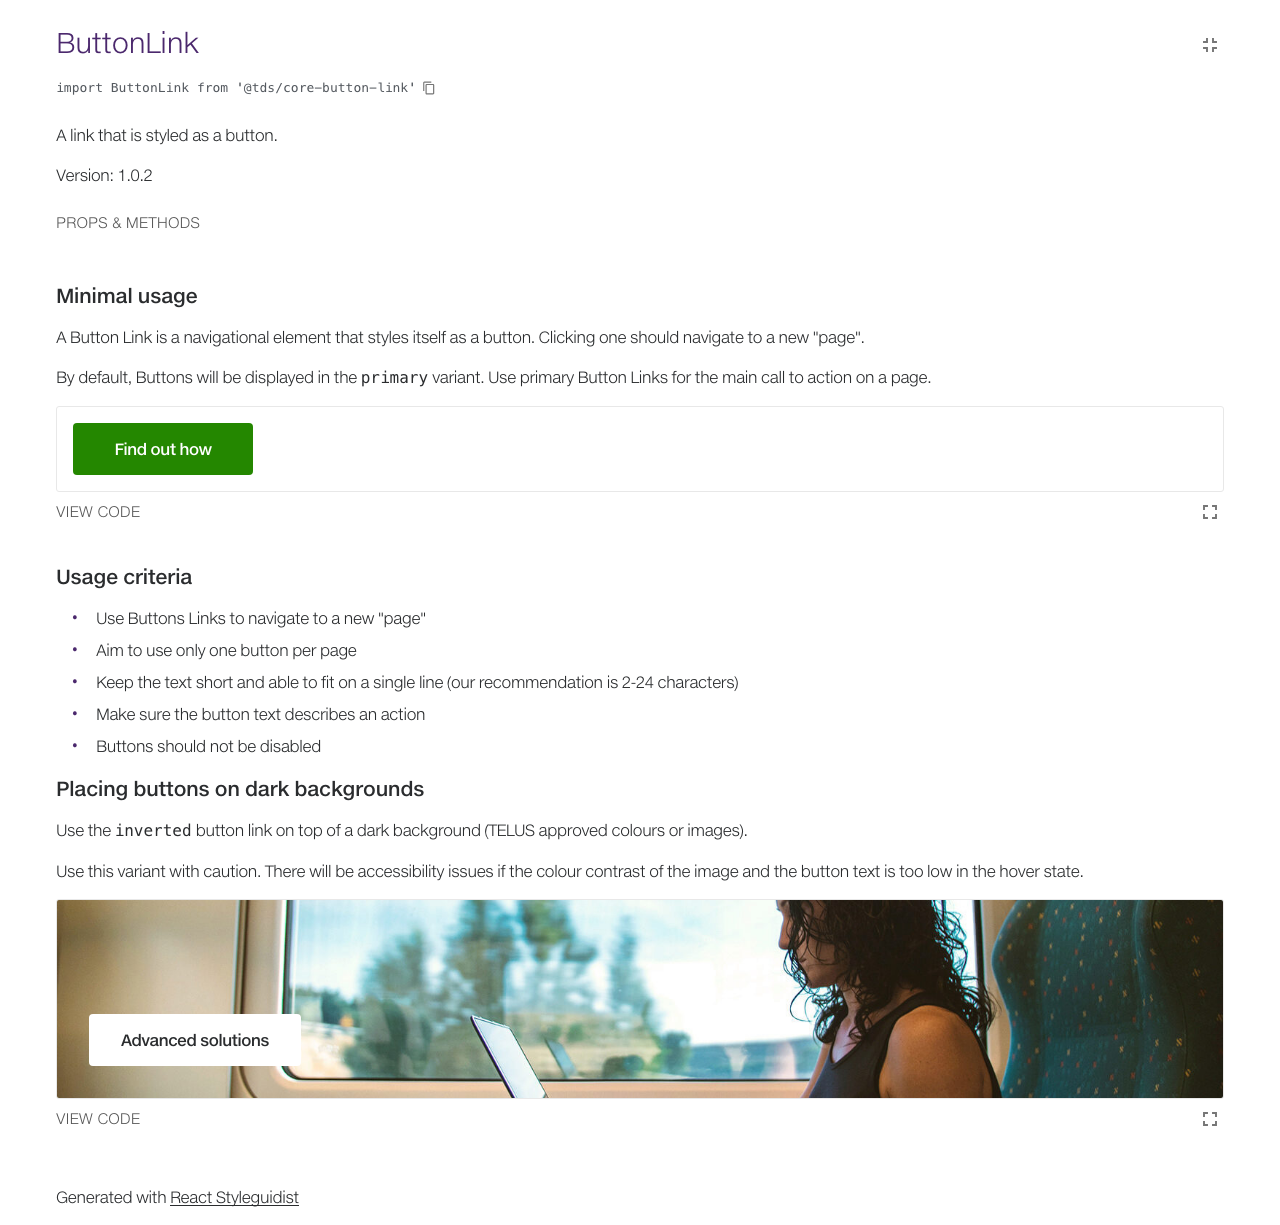 ButtonLink
import ButtonLink from '@tds/core-button-link'
A link that is styled as a button.
Version: 1.0.2
PROPS & METHODS
Minimal usage
A Button Link is a navigational element that styles itself as a button. Clicking one should navigate to a new "page".
By default, Buttons will be displayed in the primary variant. Use primary Button Links for the main call to action on a page.
Find out how
VIEW CODE
Usage criteria
• Use Buttons Links to navigate to a new "page"
• Aim to use only one button per page
• Keep the text short and able to fit on a single line (our recommendation is 2-24 characters)
• Make sure the button text describes an action
• Buttons should not be disabled
Placing buttons on dark backgrounds
Use the inverted button link on top of a dark background (TELUS approved colours or images).
Use this variant with caution. There will be accessibility issues if the colour contrast of the image and the button text is too low in the hover state.
Advanced solutions
VIEW CODE
Generated with React Styleguidist